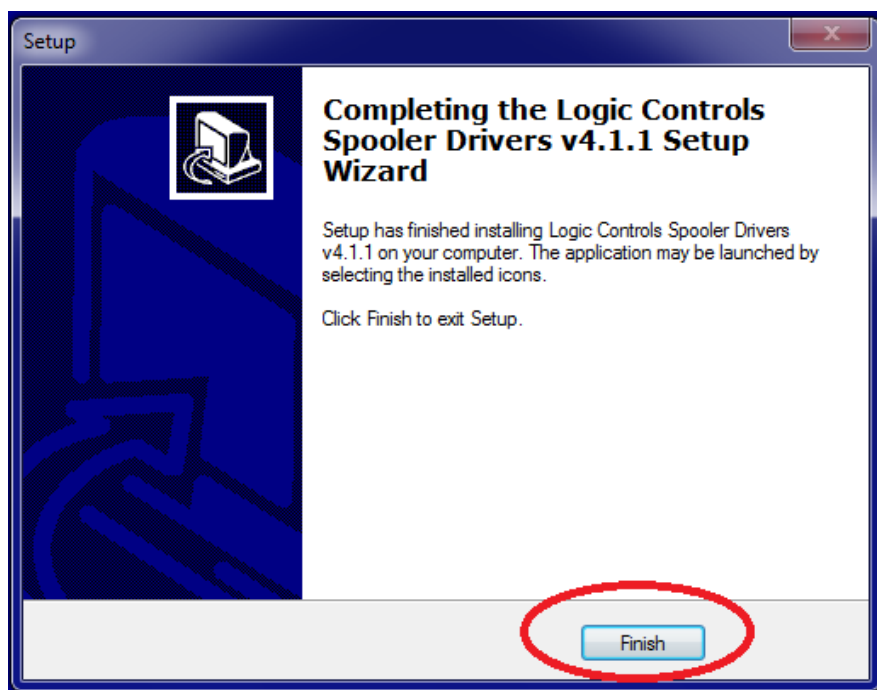 Setup
Completing the Logic Controls
Spooler Drivers v4.1.1 Setup
Wizard
Setup has finished installing Logic Controls Spooler Drivers
v4.1.1 on your computer. The application may be launched by
selecting the installed icons.
Click Finish to exit Setup.
Finish